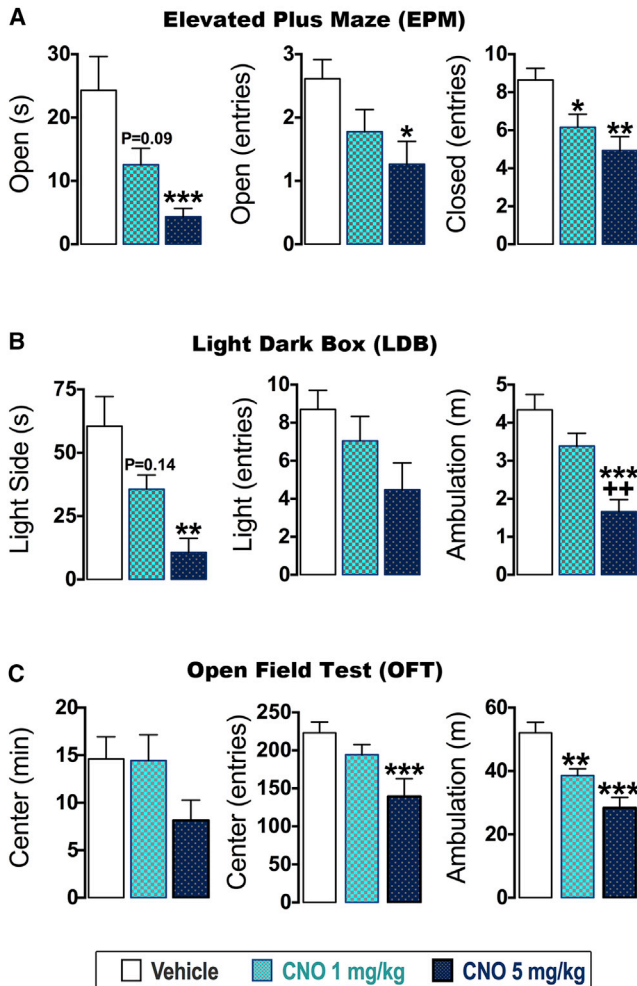 A
Elevated Plus Maze (EPM)
Open (s)
30
20
10
0
P=0.09
***
Open (entries)
3
2
1
0
*
Closed (entries)
10
8
6
4
2
0
*
**
B
Light Dark Box (LDB)
Light Side (s)
75
50
25
0
P=0.14
**
Light (entries)
10
8
6
4
2
0
Ambulation (m)
5
4
3
2
1
0
***
++
C
Open Field Test (OFT)
Center (min)
20
15
10
5
0
Center (entries)
250
200
150
100
50
0
***
Ambulation (m)
60
40
20
0
**
***
Vehicle
CNO 1 mg/kg
CNO 5 mg/kg